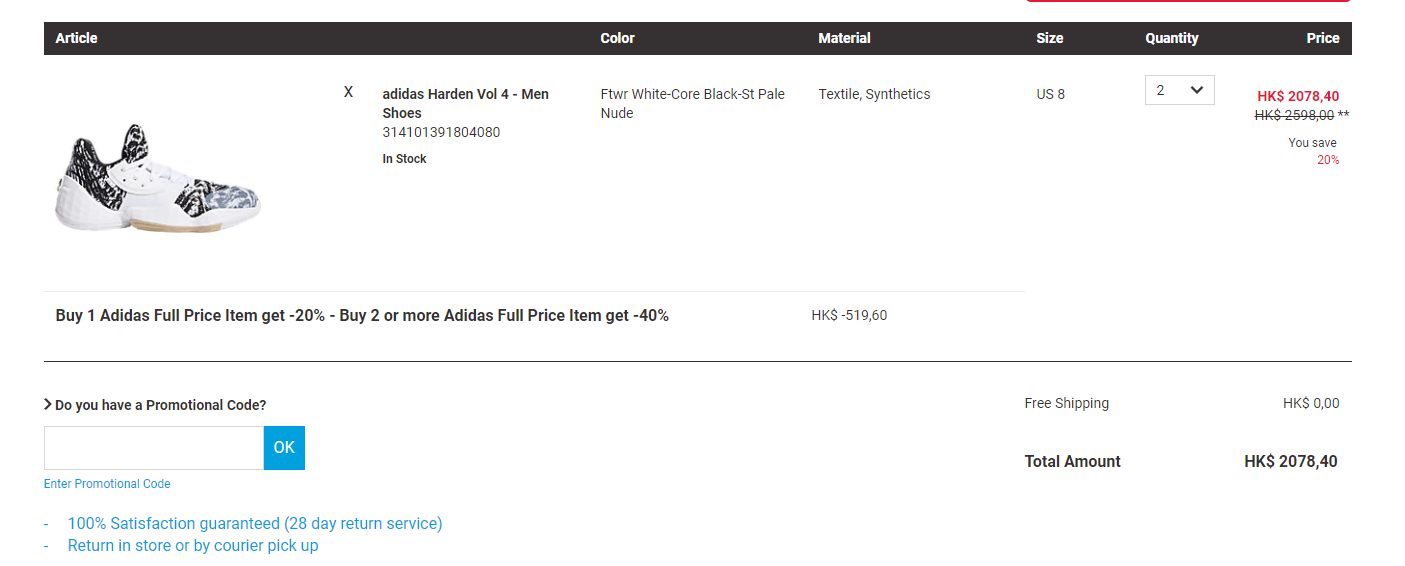 Article Color Material Size Quantity Price
X adidas Harden Vol 4 - Men Ftwr White-Core Black-St Pale Textile, Synthetics US 8 2 HK$ 2078,40
Shoes Nude HK$ 2598,00 **
314101391804080
You save
In Stock 20%
Buy 1 Adidas Full Price Item get -20% - Buy 2 or more Adidas Full Price Item get -40% HK$ -519,60
Do you have a Promotional Code? Free Shipping HK$ 0,00
OK
Total Amount HK$ 2078,40
Enter Promotional Code
- 100% Satisfaction guaranteed (28 day return service)
- Return in store or by courier pick up